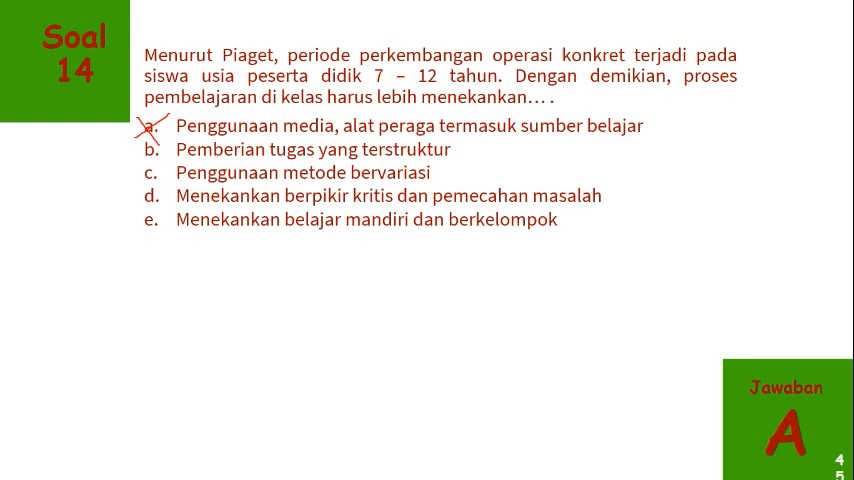 Soal
14
Menurut Piaget, periode perkembangan operasi konkret terjadi pada
siswa usia peserta didik 7 – 12 tahun. Dengan demikian, proses
pembelajaran di kelas harus lebih menekankan... .
a. Penggunaan media, alat peraga termasuk sumber belajar
b. Pemberian tugas yang terstruktur
c. Penggunaan metode bervariasi
d. Menekankan berpikir kritis dan pemecahan masalah
e. Menekankan belajar mandiri dan berkelompok
Jawaban
A
4
5